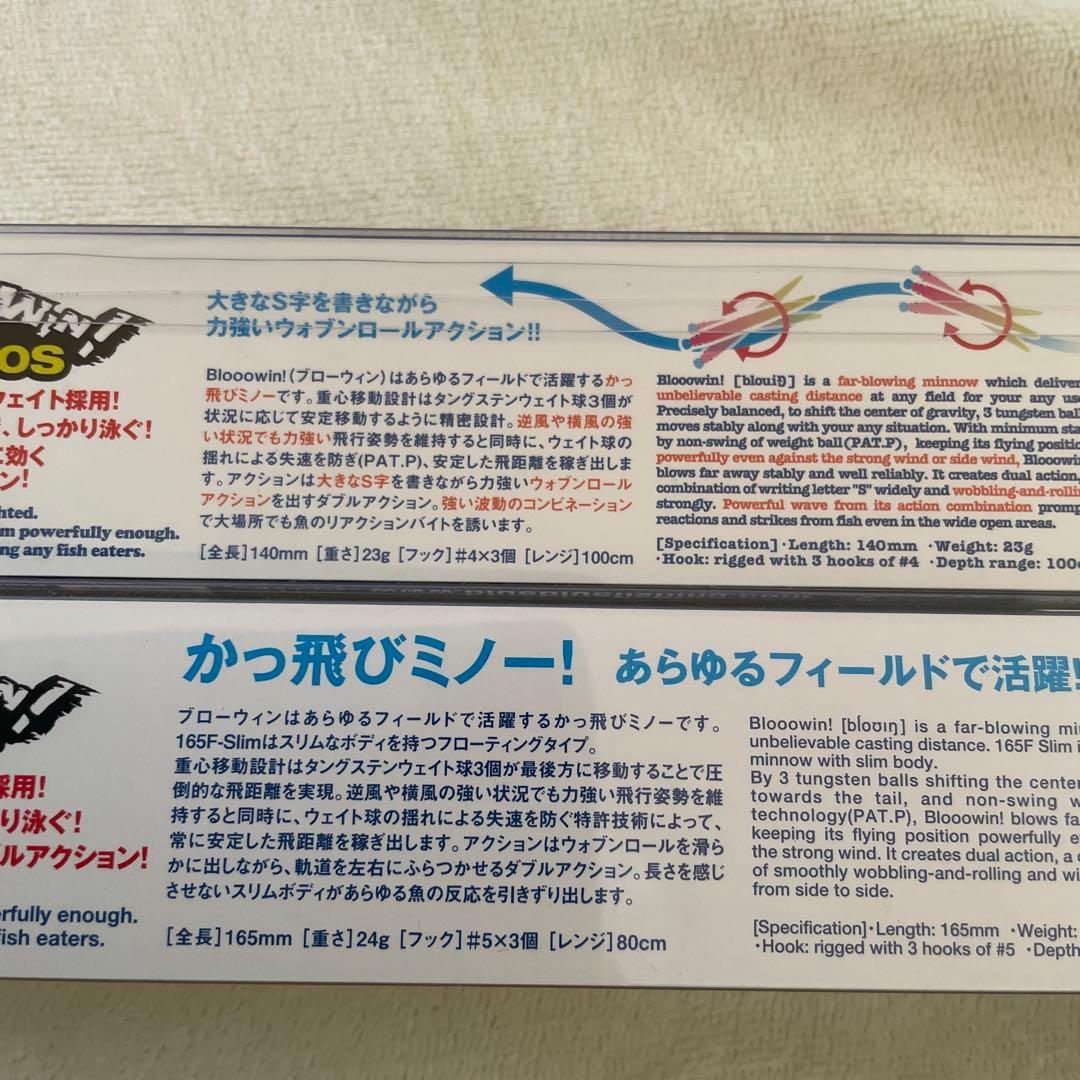 WiN!!
OS
ウェイト採用!
、しっかり泳ぐ!
に効く
ン!
hted.
m powerfully enough.
ng any fish eaters.
大きなS字を書きながら
力強いウォブンロールアクション!!
Blooowin!(ブローウィン)はあらゆるフィールドで活躍するかっ
飛びミノーです。重心移動設計はタングステンウェイト球3個が
状況に応じて安定移動するように精密設計。逆風や横風の強
い状況でも力強い飛行姿勢を維持すると同時に、ウェイト球の
揺れによる失速を防ぎ(PAT.P)、安定した飛距離を稼ぎ出しま
す。アクションは大きなS字を書きながら力強いウォブンロール
アクションを出すダブルアクション。強い波動のコンビネーション
で大場所でも魚のリアクションバイトを誘います。
[全長]140mm [重さ]23g [フック]#4×3個 [レンジ]100cm
Blooowin! [blouiŋ] is a far-blowing minnow which deliver
unbelievable casting distance at any field for your any us
Precisely balanced, to shift the center of gravity, 3 tungsten ball
moves stably along with your any situation. With minimum sta
by non-swing of weight ball(PAT.P), keeping its flying positio
powerfully even against the strong wind or side wind, Blooowin
blows far away stably and well reliably. It creates dual action,
combination of writing letter "S" widely and wobbling-and-rollin
strongly. Powerful wave from its action combination promp
reactions and strikes from fish even in the wide open areas.
[Specification]・Length: 140mm ・Weight: 23g
・Hook: rigged with 3 hooks of #4 ・Depth range: 100c
WiN!!
採用!
り泳ぐ!
ルアクション!
erfully enough.
fish eaters.
かっ飛びミノー! あらゆるフィールドで活躍!
ブローウィンはあらゆるフィールドで活躍するかっ飛びミノーです。
165F-Slimはスリムなボディを持つフローティングタイプ。
重心移動設計はタングステンウェイト球3個が最後方に移動することで圧
倒的な飛距離を実現。逆風や横風の強い状況でも力強い飛行姿勢を維
持すると同時に、ウェイト球の揺れによる失速を防ぐ特許技術によって、
常に安定した飛距離を稼ぎ出します。アクションはウォブンロールを滑ら
かに出しながら、軌道を左右にふらつかせるダブルアクション。長さを感じ
させないスリムボディがあらゆる魚の反応を引きずり出します。
[全長]165mm [重さ]24g [フック]#5×3個 [レンジ]80cm
Blooowin! [bloʊɪŋ] is a far-blowing min
unbelievable casting distance. 165F Slim i
minnow with slim body.
By 3 tungsten balls shifting the center
towards the tail, and non-swing w
technology(PAT.P), Blooowin! blows fa
keeping its flying position powerfully e
the strong wind. It creates dual action, a c
of smoothly wobbling-and-rolling and wi
from side to side.
[Specification]・Length: 165mm ・Weight:
・Hook: rigged with 3 hooks of #5 ・Depth